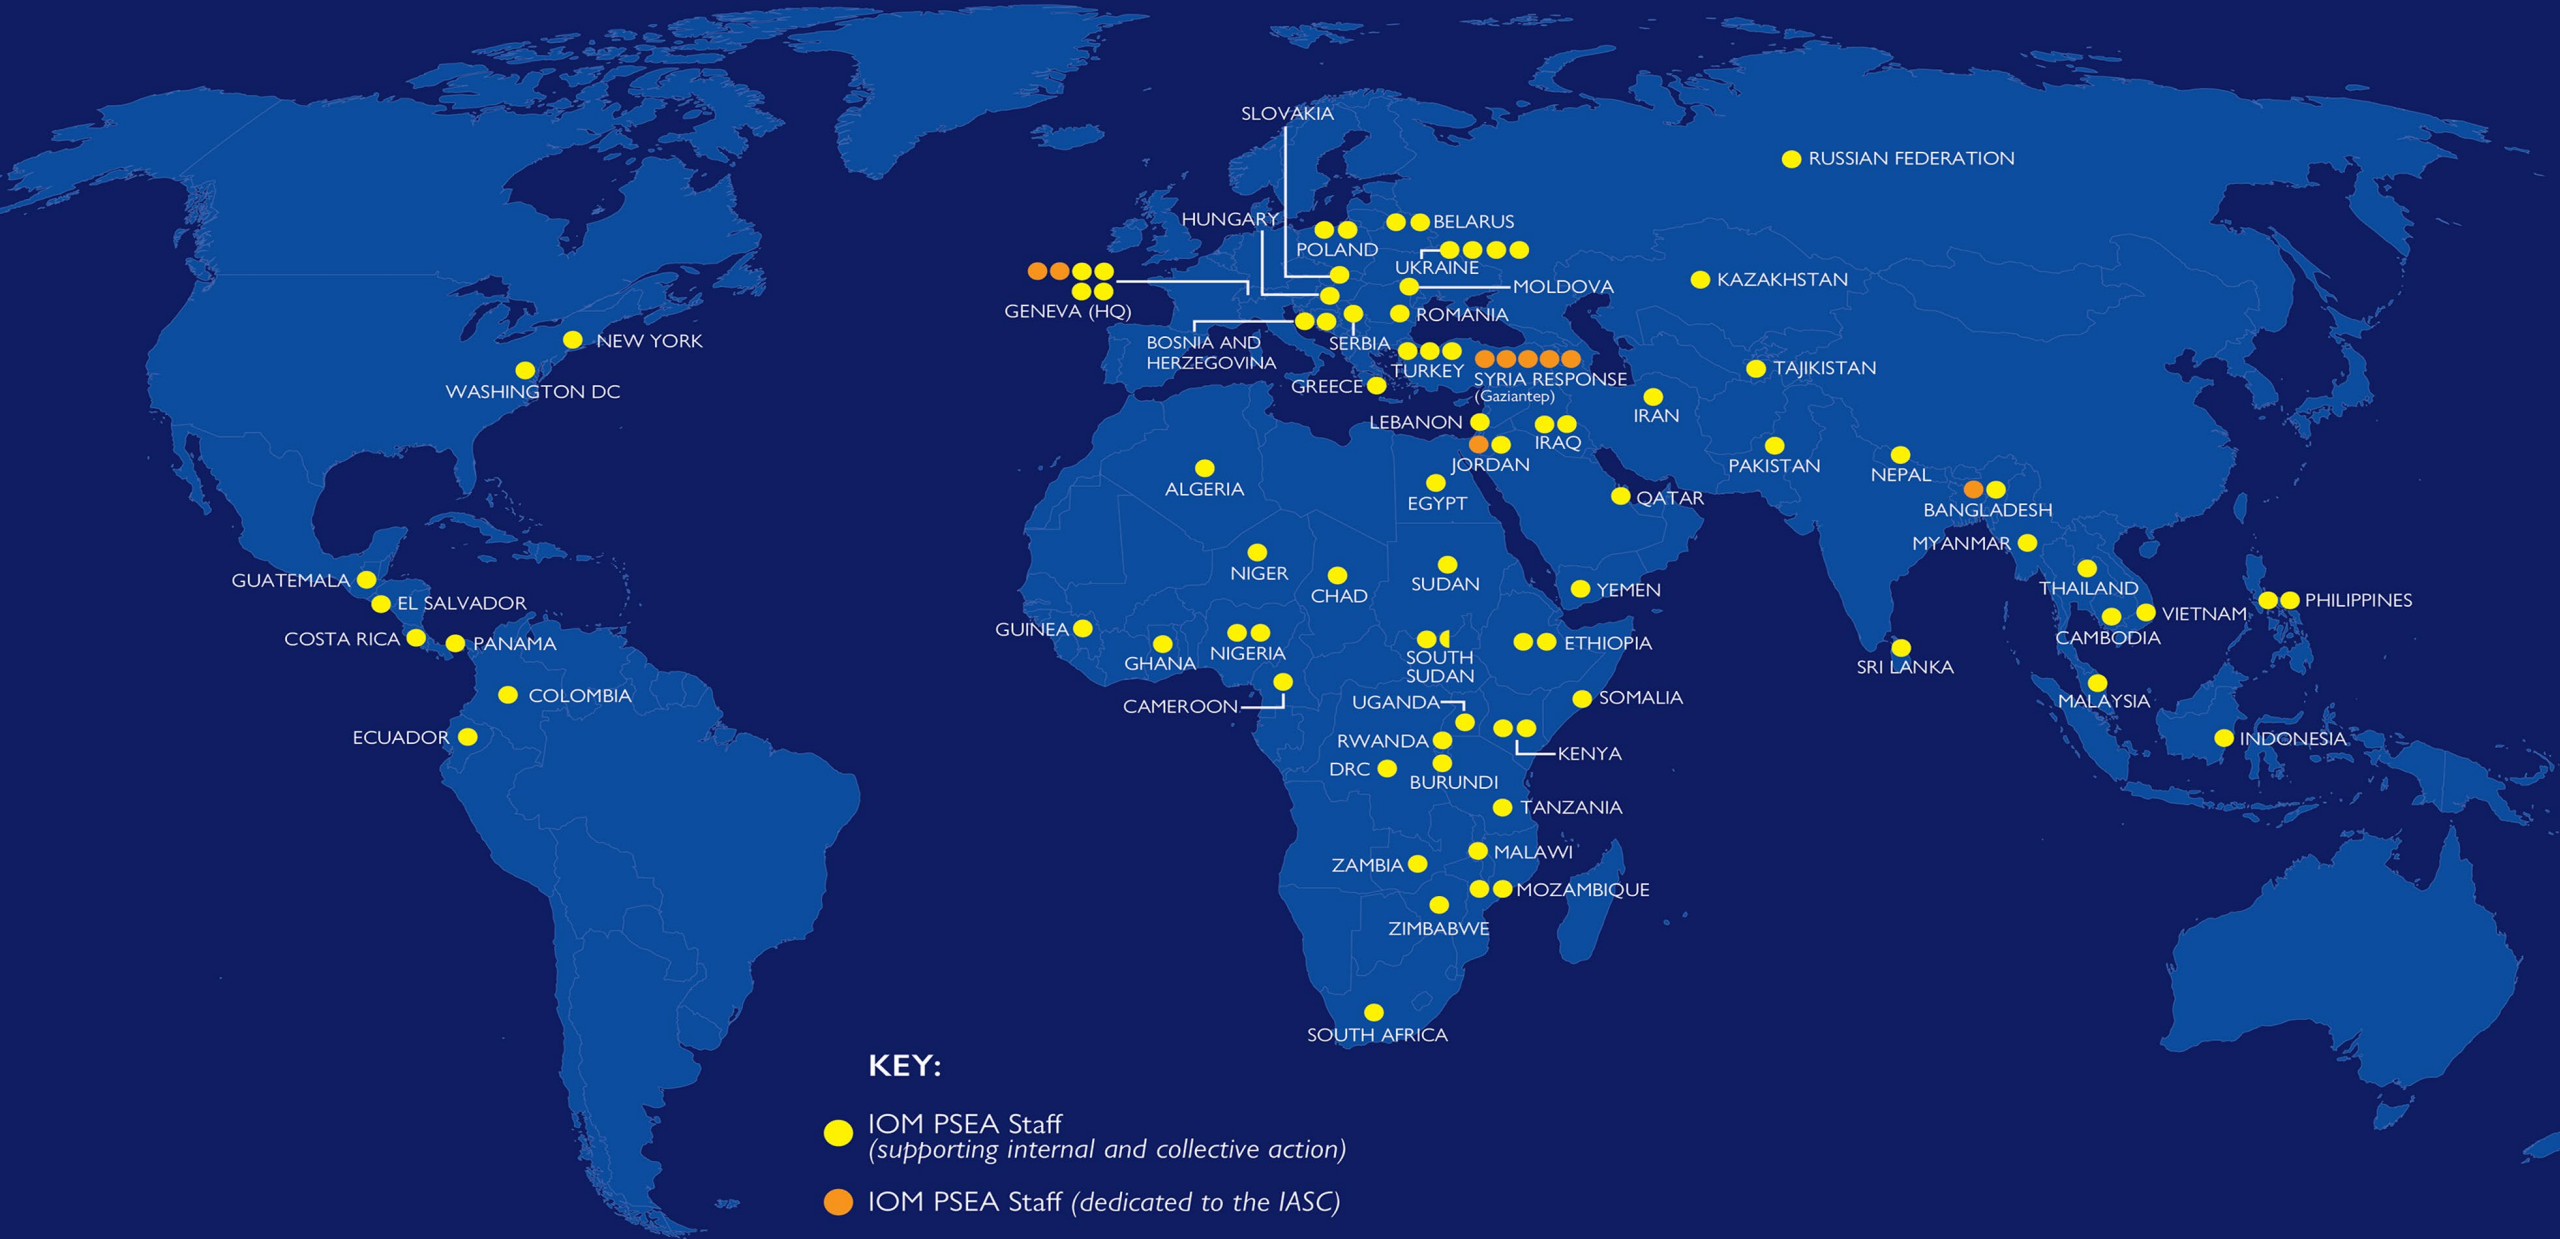 SLOVAKIA
RUSSIAN FEDERATION
HUNGARY
BELARUS
POLAND
UKRAINE
KAZAKHSTAN
MOLDOVA
GENEVA (HQ)
ROMANIA
NEW YORK
BOSNIA AND
HERZEGOVINA
SERBIA
TURKEY
TAJIKISTAN
SYRIA RESPONSE
(Gaziantep)
GREECE
WASHINGTON DC
IRAN
LEBANON
IRAQ
JORDAN
PAKISTAN
NEPAL
ALGERIA
EGYPT
QATAR
BANGLADESH
MYANMAR
NIGER
GUATEMALA
SUDAN
THAILAND
YEMEN
CHAD
EL SALVADOR
PHILIPPINES
VIETNAM
GUINEA
COSTA RICA
PANAMA
CAMBODIA
ETHIOPIA
NIGERIA
SOUTH
SUDAN
GHANA
SRI LANKA
COLOMBIA
SOMALIA
MALAYSIA
UGANDA
CAMEROON
ECUADOR
INDONESIA
RWANDA
KENYA
DRC
BURUNDI
TANZANIA
MALAWI
ZAMBIA
MOZAMBIQUE
ZIMBABWE
SOUTH AFRICA
KEY:
IOM PSEA Staff
(supporting internal and collective action)
IOM PSEA Staff (dedicated to the IASC)